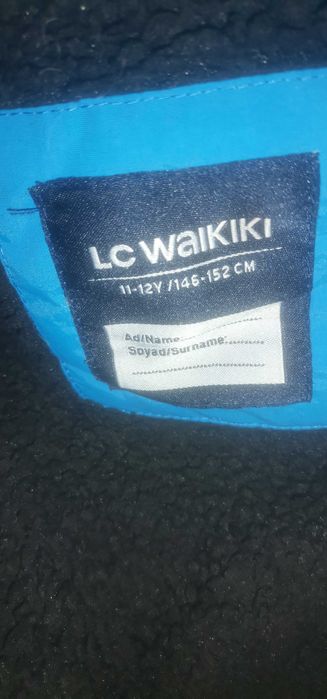 LC WAIKIKI
11-12Y /146-152 CM
Ad/Name
Soyad/Surname